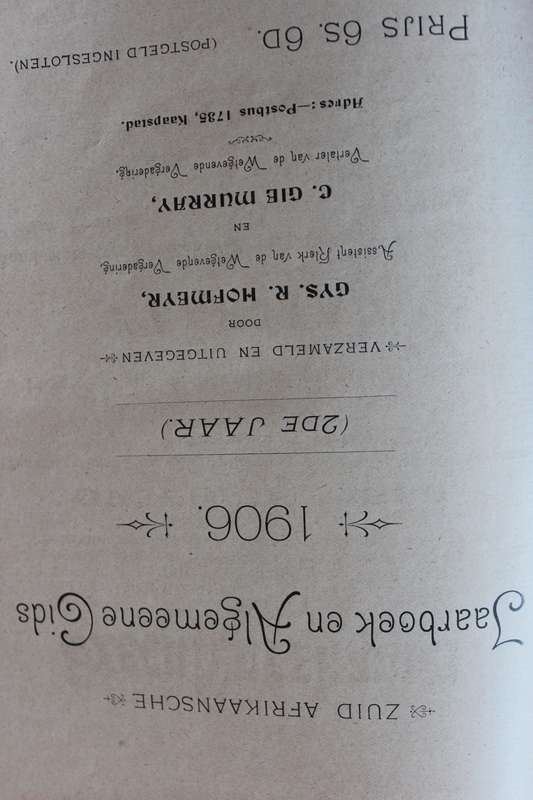 ZUID AFRIKAANSCHE
Jaarboek en Algemeene Gids
1906.
(2DE JAAR.)
VERZAMELD EN UITGEGEVEN
DOOR
GYS. R. HOFMEYR,
Assistent Klerk van de Wetgevende Vergadering,
EN
C. GIE MURRAY,
Vertaler van de Wetgevende Vergadering.
Adres:—Postbus 1735, Kaapstad.
PRIJS 6S. 6D. (POSTGELD INGESLOTEN).